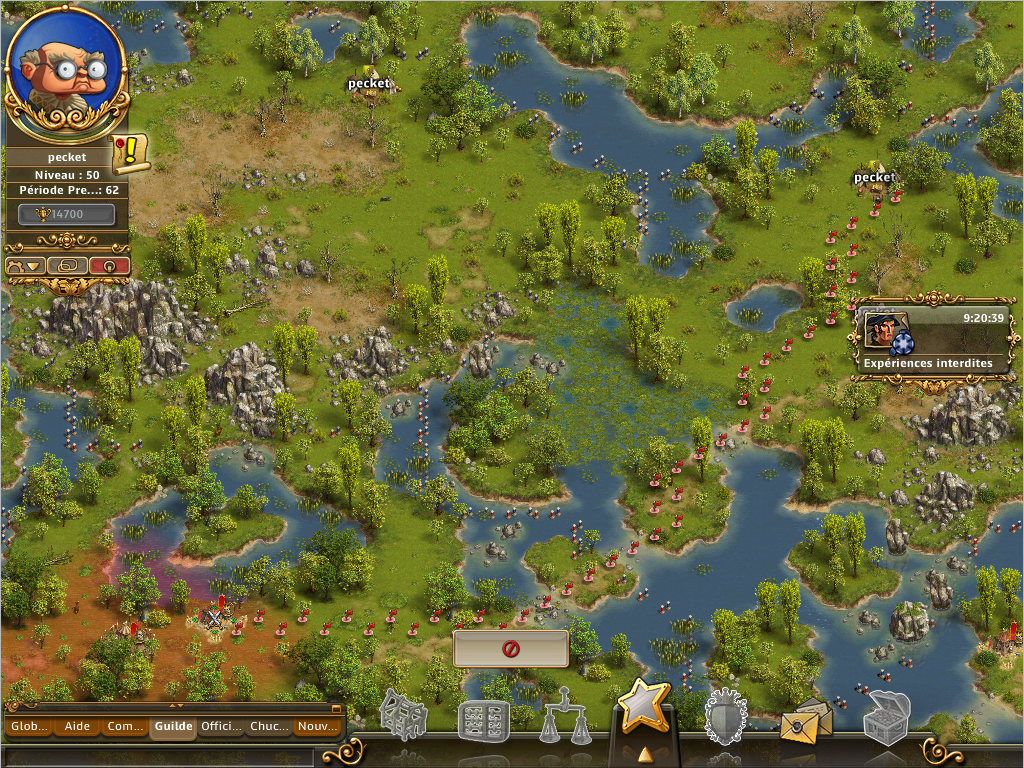 pecket
pecket
pecket
Niveau : 50
Période Pre...: 62
14700
9:20:39
Expériences interdites
Glob... Aide Com... Guilde Offici... Chuc... Nouv...